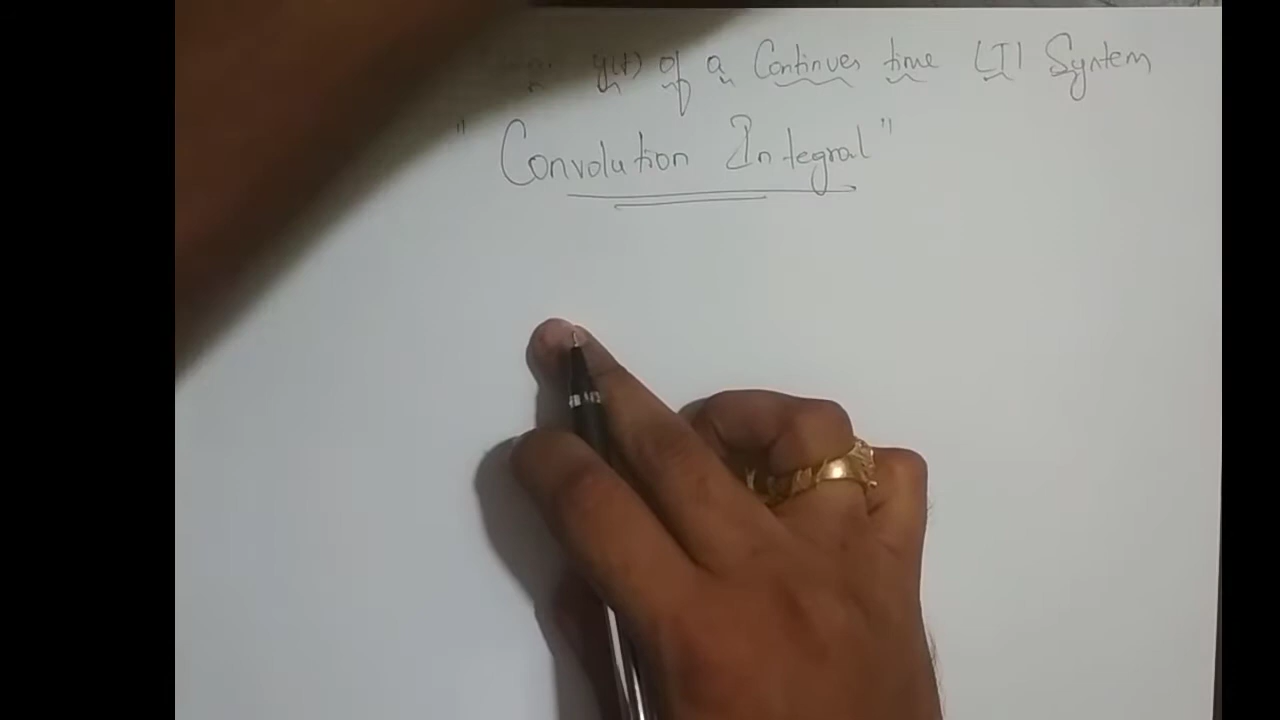 y(t) of a Continues time LTI System
" Convolution Integral "